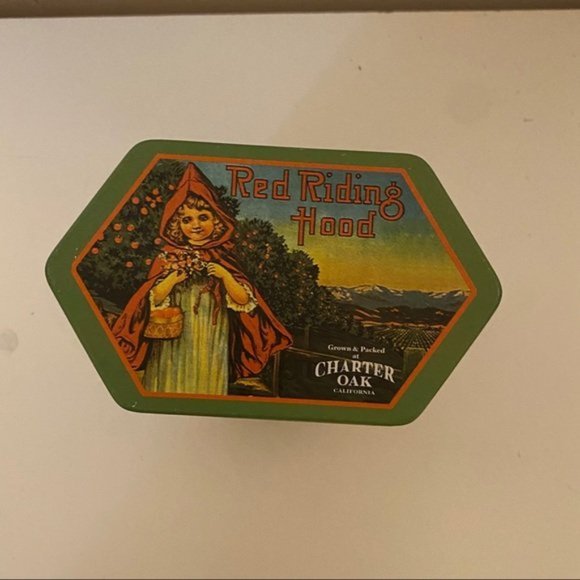 Red Riding
Hood
Grown & Packed
at
CHARTER
OAK
CALIFORNIA